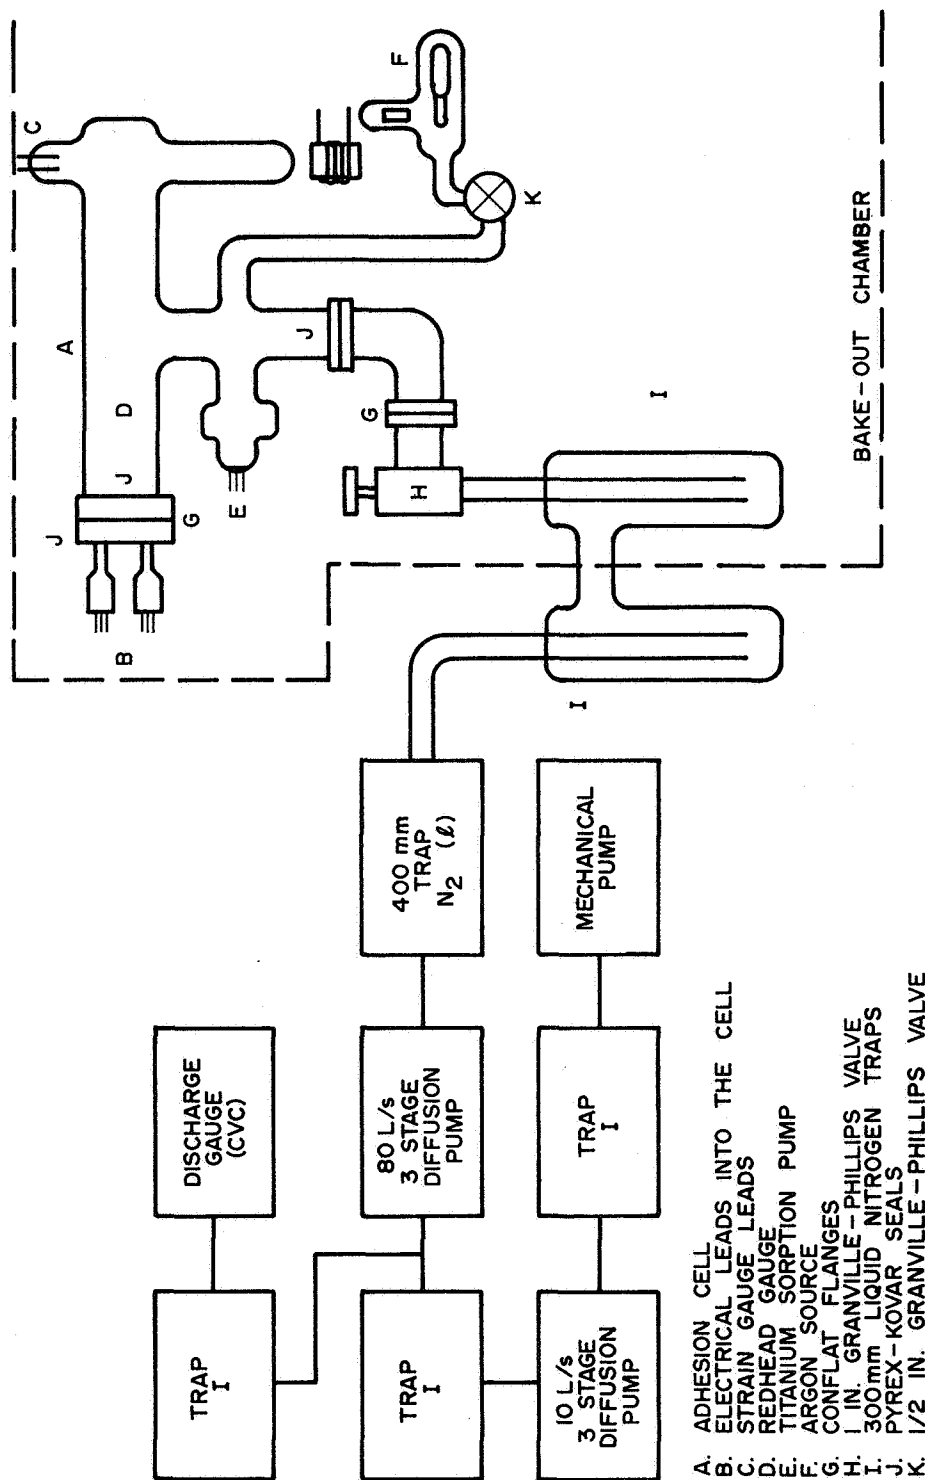 C
F
A
K
J
D
J
J
G
G
E
I
B
H
I
BAKE-OUT CHAMBER
400 mm
TRAP
N2 (ℓ)
MECHANICAL
PUMP
DISCHARGE
GAUGE
(CVC)
80 L/s
3 STAGE
DIFFUSION
PUMP
TRAP
I
TRAP
I
TRAP
I
10 L/s
3 STAGE
DIFFUSION
PUMP
A. ADHESION CELL
B. ELECTRICAL LEADS INTO THE CELL
C. STRAIN GAUGE LEADS
D. REDHEAD GAUGE
E. TITANIUM SORPTION PUMP
F. ARGON SOURCE
G. CONFLAT FLANGES
H. 1 IN. GRANVILLE-PHILLIPS VALVE
I. 300mm LIQUID NITROGEN TRAPS
J. PYREX-KOVAR SEALS
K. 1/2 IN. GRANVILLE-PHILLIPS VALVE